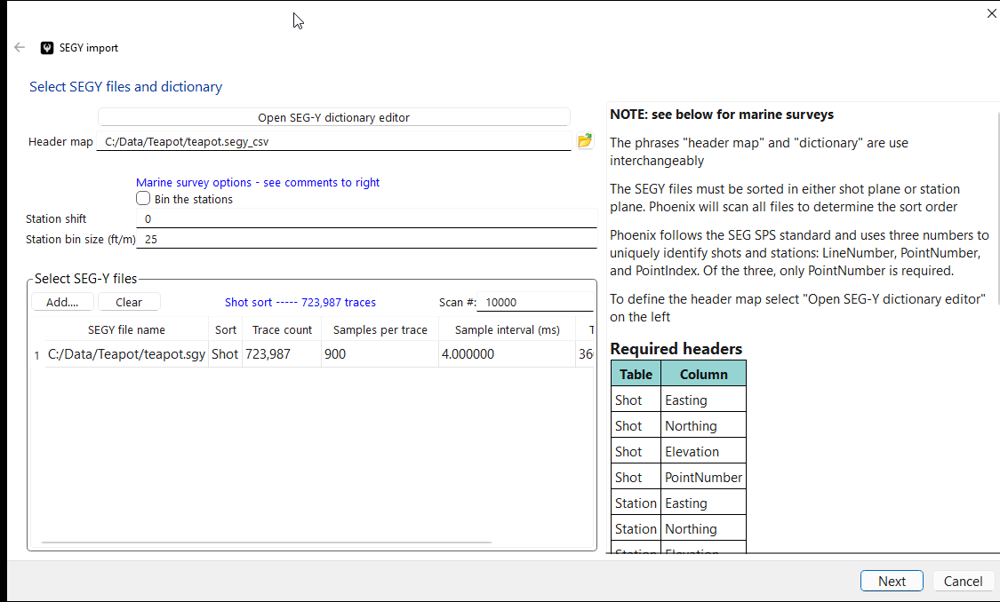 SEGY import
Select SEGY files and dictionary
Open SEG-Y dictionary editor
Header map C:/Data/Teapot/teapot.segy_csv
Marine survey options - see comments to right
Bin the stations
Station shift 0
Station bin size (ft/m) 25
Select SEG-Y files
Add.... Clear Shot sort ----- 723,987 traces Scan #: 10000
SEGY file name Sort Trace count Samples per trace Sample interval (ms) T
1 C:/Data/Teapot/teapot.sgy Shot 723,987 900 4.000000 36
NOTE: see below for marine surveys
The phrases "header map" and "dictionary" are use
interchangeably
The SEGY files must be sorted in either shot plane or station
plane. Phoenix will scan all files to determine the sort order
Phoenix follows the SEG SPS standard and uses three numbers to
uniquely identify shots and stations: LineNumber, PointNumber,
and PointIndex. Of the three, only PointNumber is required.
To define the header map select "Open SEG-Y dictionary editor"
on the left
Required headers
Table Column
Shot Easting
Shot Northing
Shot Elevation
Shot PointNumber
Station Easting
Station Northing
Station Elevation
Next Cancel